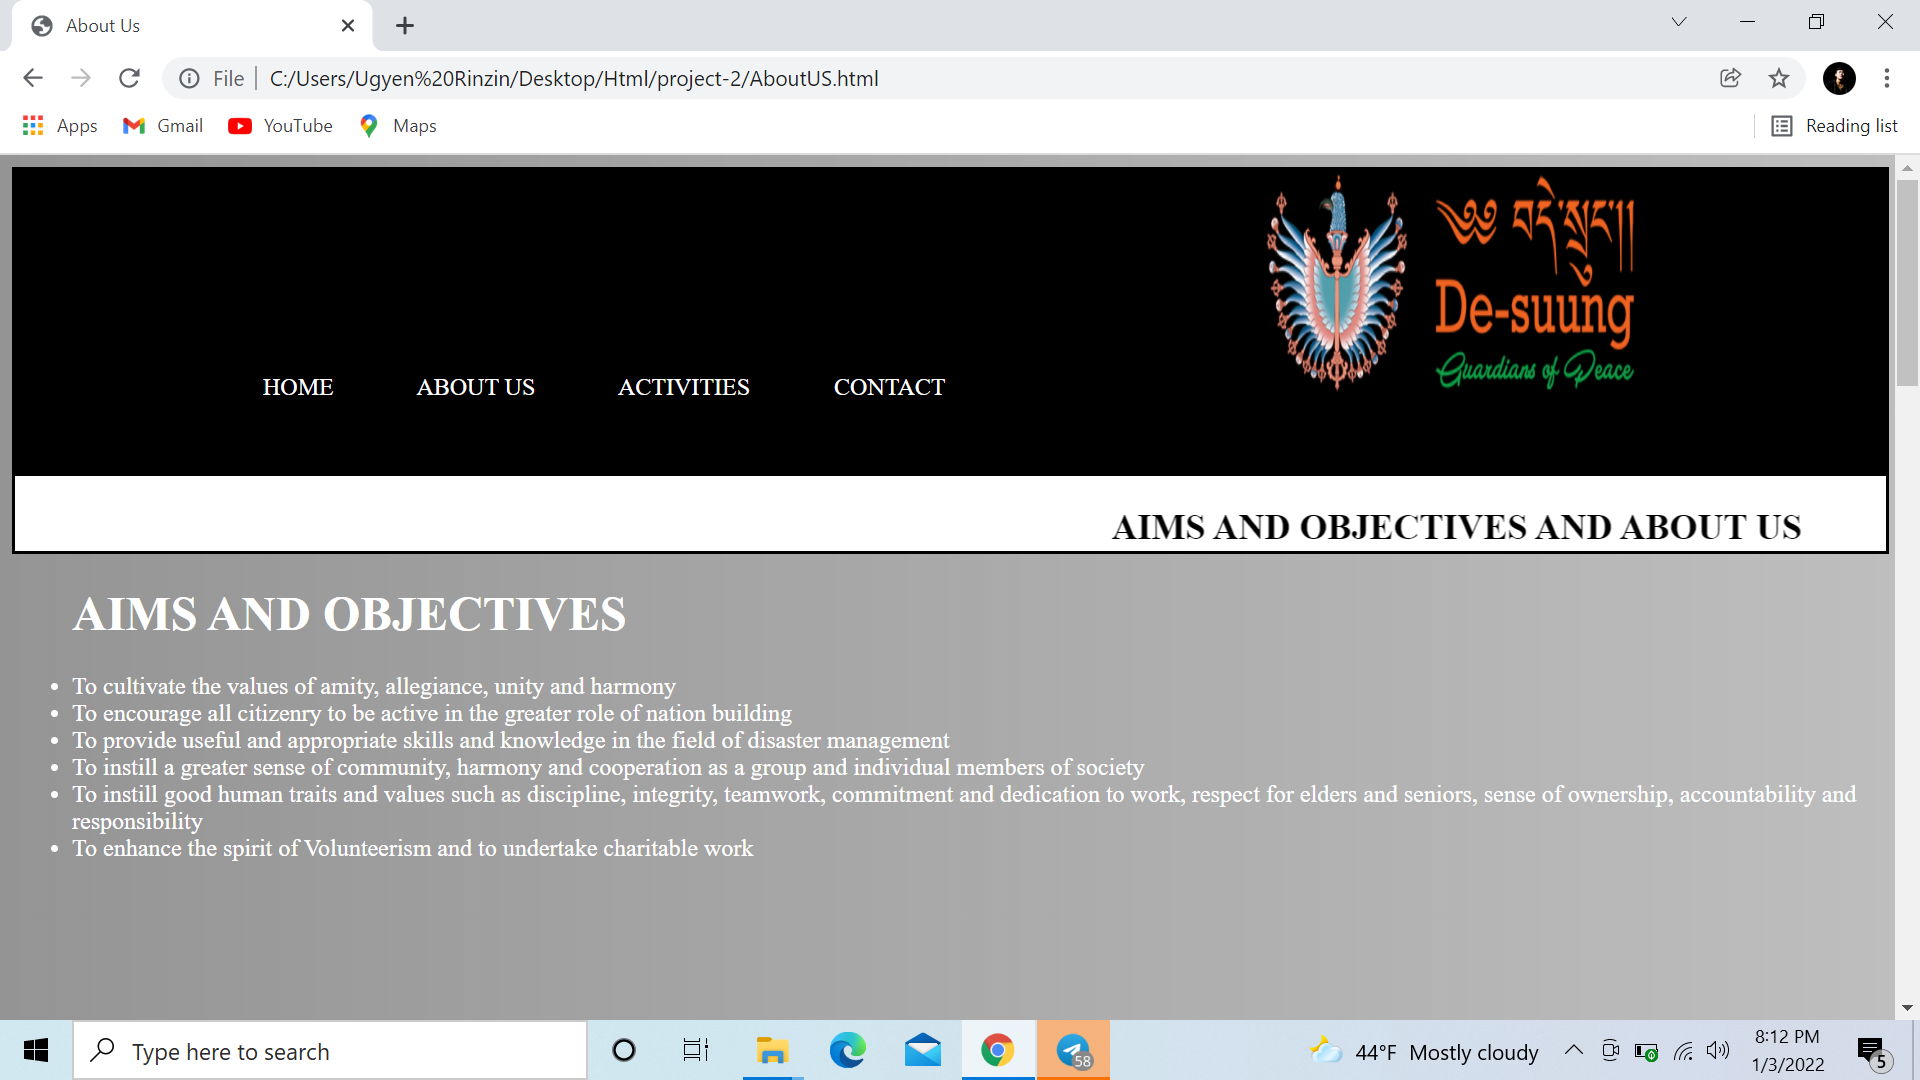 About Us
File
C:/Users/Ugyen%20Rinzin/Desktop/Html/project-2/AboutUS.html
Apps
Gmail
YouTube
Maps
Reading list
༄༅ བདེ་སྲུང༎
De-suung
Guardians of Peace
HOME
ABOUT US
ACTIVITIES
CONTACT
AIMS AND OBJECTIVES AND ABOUT US
AIMS AND OBJECTIVES
• To cultivate the values of amity, allegiance, unity and harmony
• To encourage all citizenry to be active in the greater role of nation building
• To provide useful and appropriate skills and knowledge in the field of disaster management
• To instill a greater sense of community, harmony and cooperation as a group and individual members of society
• To instill good human traits and values such as discipline, integrity, teamwork, commitment and dedication to work, respect for elders and seniors, sense of ownership, accountability and
responsibility
• To enhance the spirit of Volunteerism and to undertake charitable work
Type here to search
58
44°F Mostly cloudy
8:12 PM
1/3/2022
5